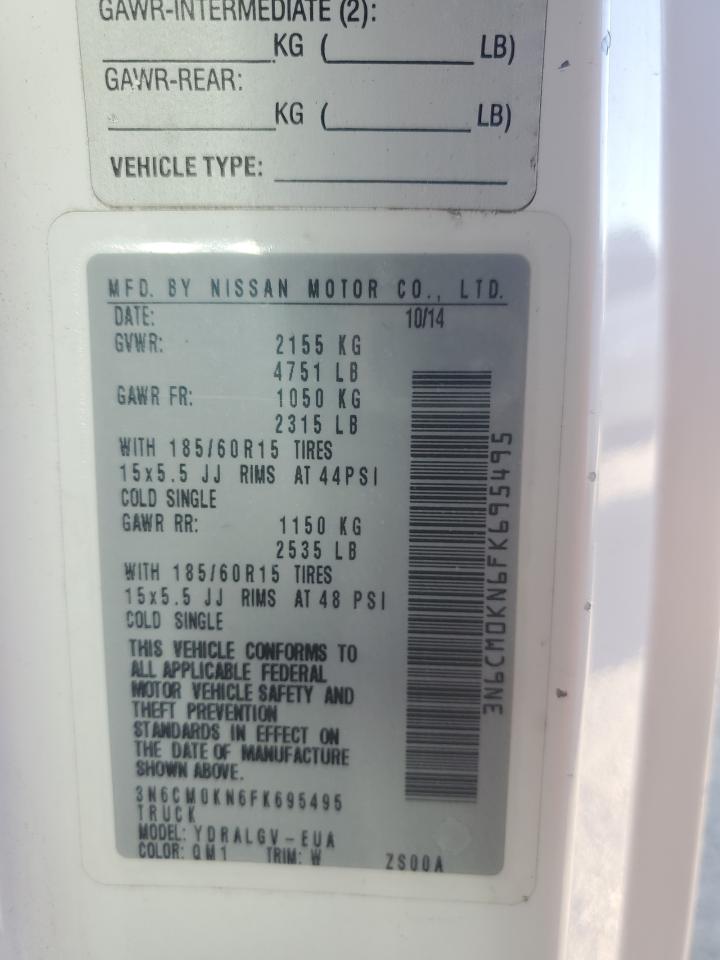 GAWR-INTERMEDIATE (2):
KG ( LB)
GAWR-REAR:
KG ( LB)
VEHICLE TYPE:
MFD. BY NISSAN MOTOR CO., LTD.
DATE: 10/14
GVWR: 2155 KG
4751 LB
GAWR FR: 1050 KG
2315 LB
WITH 185/60R15 TIRES
15x5.5 JJ RIMS AT 44PSI
COLD SINGLE
GAWR RR: 1150 KG
2535 LB
WITH 185/60R15 TIRES
15x5.5 JJ RIMS AT 48 PSI
COLD SINGLE
THIS VEHICLE CONFORMS TO
ALL APPLICABLE FEDERAL
MOTOR VEHICLE SAFETY AND
THEFT PREVENTION
STANDARDS IN EFFECT ON
THE DATE OF MANUFACTURE
SHOWN ABOVE.
3N6CM0KN6FK695495
TRUCK
MODEL: YDRALGV-EUA
COLOR: QM1 TRIM: W ZS00A
3N6CM0KN6FK695495